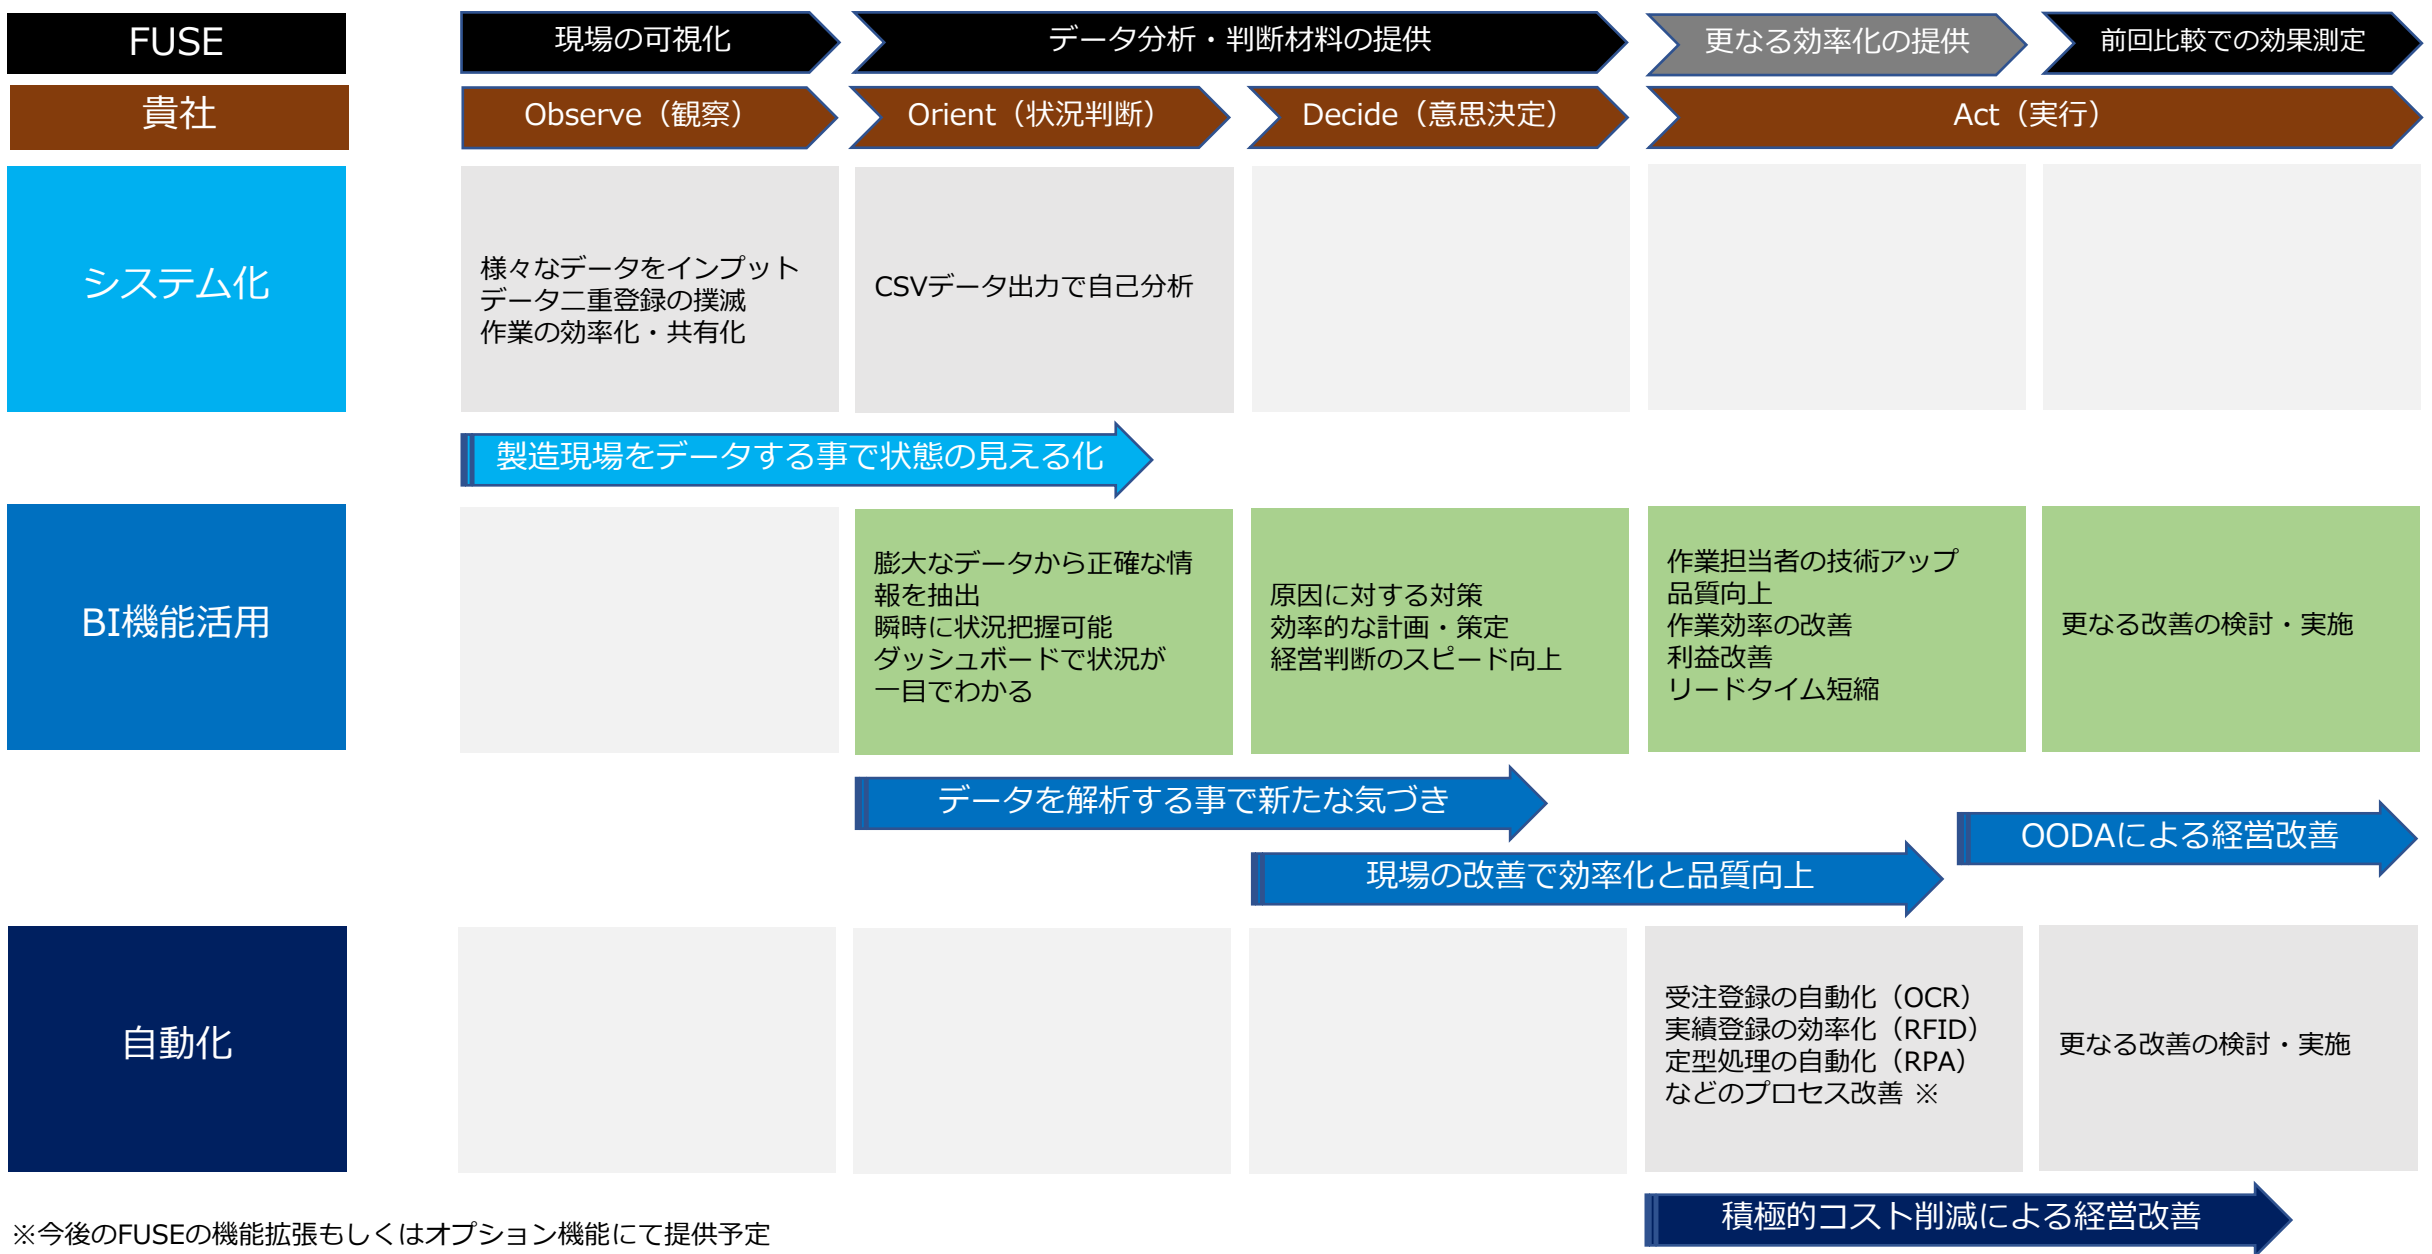 FUSE
現場の可視化
データ分析・判断材料の提供
更なる効率化の提供
前回比較での効果測定
貴社
Observe（観察）
Orient（状況判断）
Decide（意思決定）
Act（実行）
システム化
様々なデータをインプット
データ二重登録の撲滅
作業の効率化・共有化
CSVデータ出力で自己分析
製造現場をデータする事で状態の見える化
BI機能活用
膨大なデータから正確な情
報を抽出
瞬時に状況把握可能
ダッシュボードで状況が
一目でわかる
原因に対する対策
効率的な計画・策定
経営判断のスピード向上
作業担当者の技術アップ
品質向上
作業効率の改善
利益改善
リードタイム短縮
更なる改善の検討・実施
データを解析する事で新たな気づき
OODAによる経営改善
現場の改善で効率化と品質向上
自動化
受注登録の自動化（OCR）
実績登録の効率化（RFID）
定型処理の自動化（RPA）
などのプロセス改善 ※
更なる改善の検討・実施
積極的コスト削減による経営改善
※今後のFUSEの機能拡張もしくはオプション機能にて提供予定